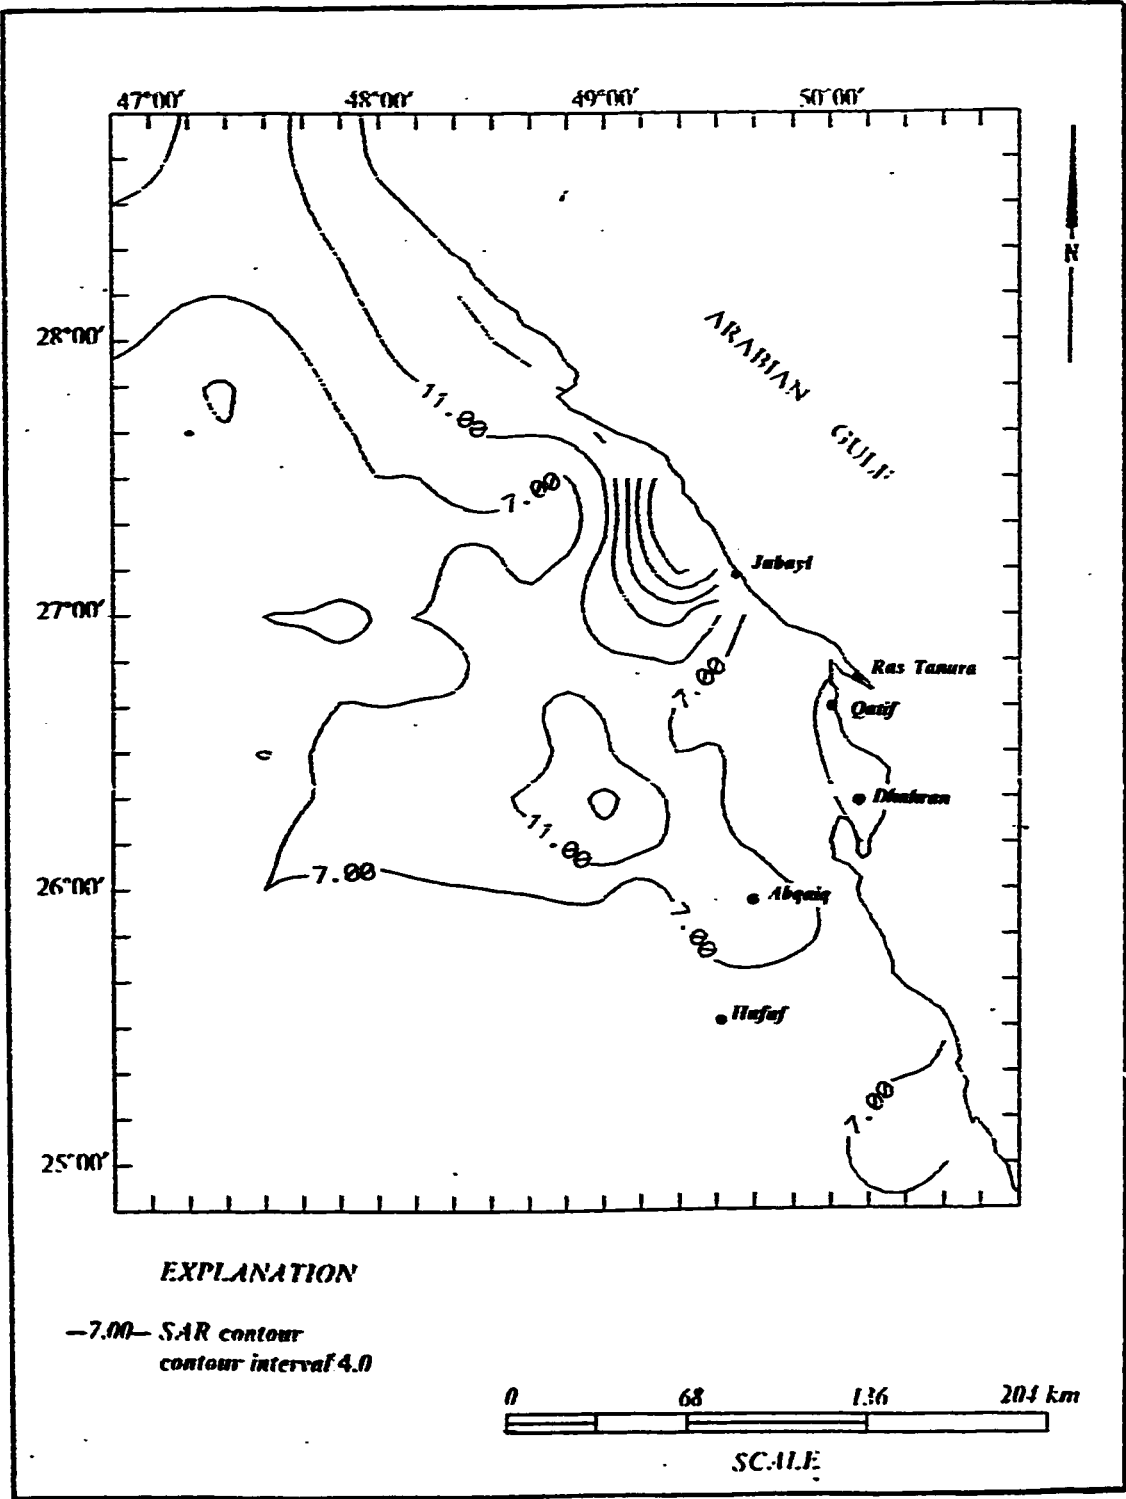 47°00′ 48°00′ 49°00′ 50°00′
N
28°00′
ARABIAN
GULF
11.00
7.00
Jubayl
27°00′
Ras Tanura
7.00
Qatif
Dhahran
11.00
7.00
26°00′
Abqaiq
7.00
Hufuf
7.00
25°00′
EXPLANATION
—7.00— SAR contour
contour interval 4.0
0 68 136 204 km
SCALE